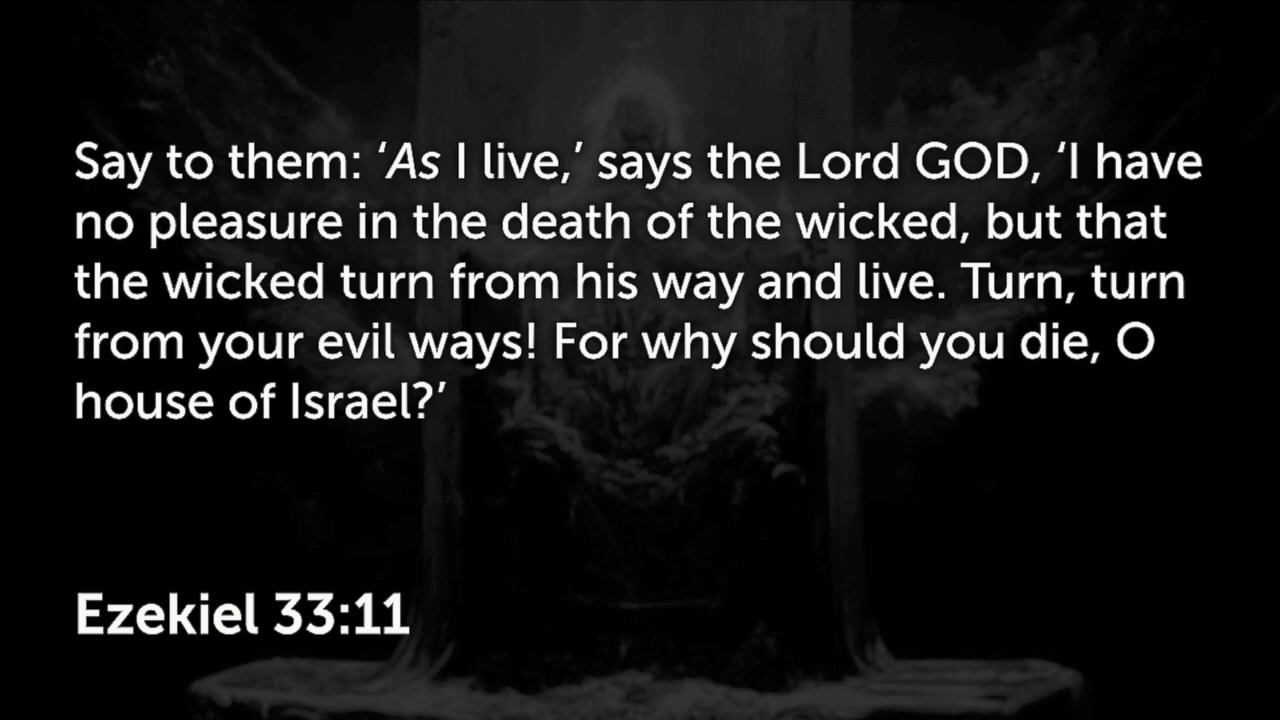 Say to them: ‘As I live,’ says the Lord GOD, ‘I have
no pleasure in the death of the wicked, but that
the wicked turn from his way and live. Turn, turn
from your evil ways! For why should you die, O
house of Israel?’
Ezekiel 33:11